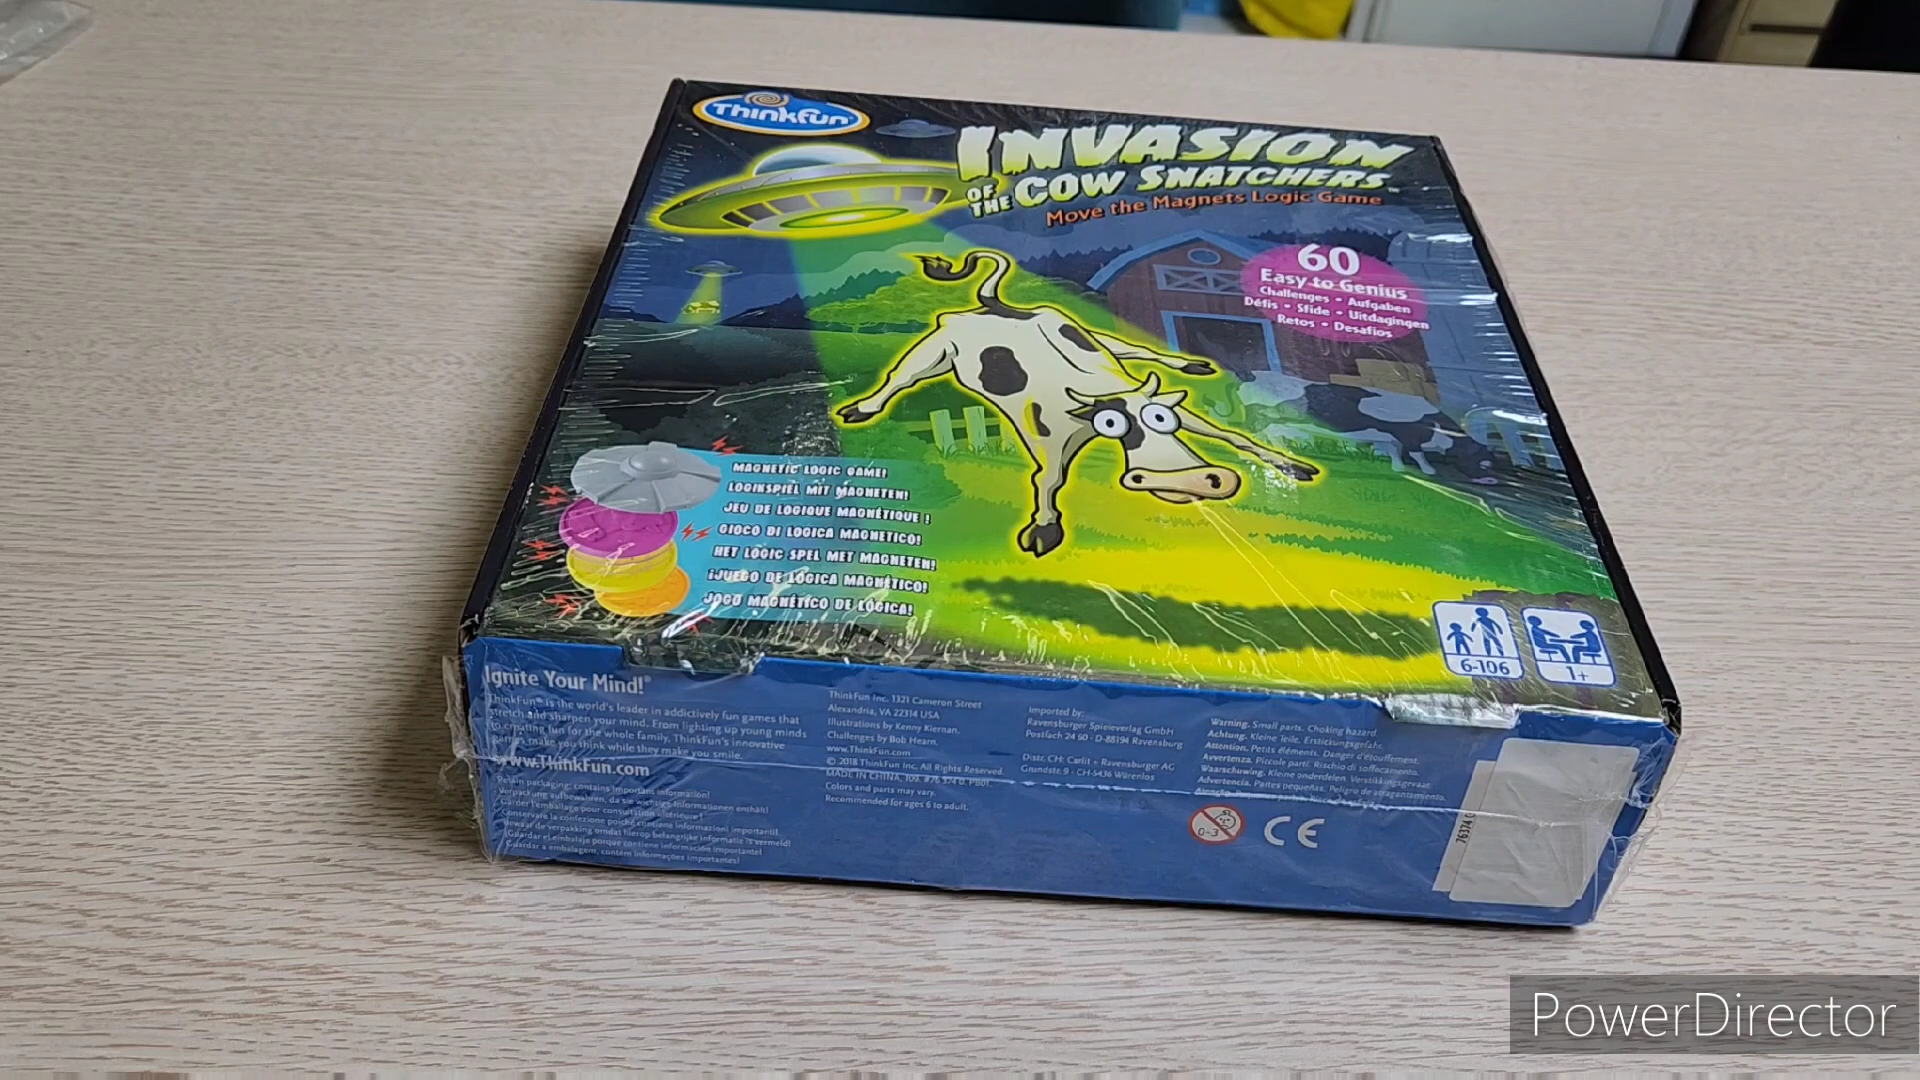 ThinkFun
INVASION
OF THE COW SNATCHERS™
Move the Magnets Logic Game
60
Easy to Genius
Challenges • Aufgaben
Défis • Sfide • Uitdagingen
Retos • Desafios
MAGNETIC LOGIC GAME!
LOGIKSPIEL MIT MAGNETEN!
JEU DE LOGIQUE MAGNÉTIQUE !
GIOCO DI LOGICA MAGNETICO!
HET LOGIC SPEL MET MAGNETEN!
¡JUEGO DE LÓGICA MAGNÉTICO!
JOGO MAGNÉTICO DE LÓGICA!
6-106
1+
Ignite Your Mind!®
ThinkFun® is the world's leader in addictively fun games that
stretch and sharpen your mind. From lighting up young minds
to creating fun for the whole family, ThinkFun's innovative
games make you think while they make you smile.
www.ThinkFun.com
Retain packaging: contains important information!
Verpackung aufbewahren, da sie wichtige Informationen enthält!
Garder l'emballage pour consultation ultérieure!
Conservare la confezione poiché contiene informazioni importanti!
Bewaar de verpakking omdat hierop belangrijke informatie is vermeld!
¡Guardar el embalaje porque contiene información importante!
Guardar a embalagem, contém informações importantes!
ThinkFun Inc. 1321 Cameron Street
Alexandria, VA 22314 USA
Illustrations by Kenny Kiernan.
Challenges by Bob Hearn.
www.ThinkFun.com
© 2018 ThinkFun Inc. All Rights Reserved.
MADE IN CHINA, 109. #76 374 0. PB01.
Colors and parts may vary.
Recommended for ages 6 to adult.
Imported by:
Ravensburger Spieleverlag GmbH
Postfach 24 60 · D-88194 Ravensburg
Distr. CH: Carlit + Ravensburger AG
Grundstr. 9 · CH-5436 Würenlos
Warning. Small parts. Choking hazard.
Achtung. Kleine Teile. Erstickungsgefahr.
Attention. Petits éléments. Danger d'étouffement.
Avvertenza. Piccole parti. Rischio di soffocamento.
Waarschuwing. Kleine onderdelen. Verstikkingsgevaar.
Advertencia. Partes pequeñas. Peligro de atragantamiento.
0-3
CE
76374
PowerDirector